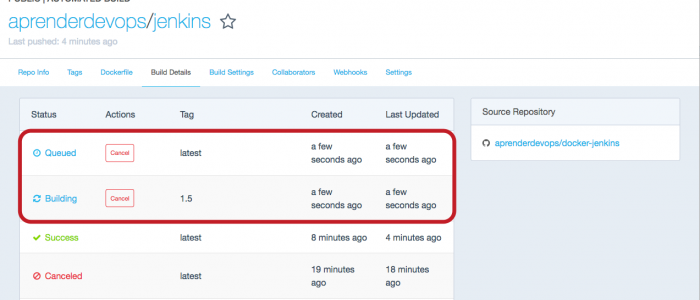 PUBLIC | AUTOMATED BUILD
aprenderdevops/jenkins
Last pushed: 4 minutes ago
Repo Info Tags Dockerfile Build Details Build Settings Collaborators Webhooks Settings
Status Actions Tag Created Last Updated
Queued Cancel latest a few seconds ago a few seconds ago
Building Cancel 1.5 a few seconds ago a few seconds ago
Success latest 8 minutes ago 4 minutes ago
Canceled latest 19 minutes ago 18 minutes ago
Source Repository
aprenderdevops/docker-jenkins